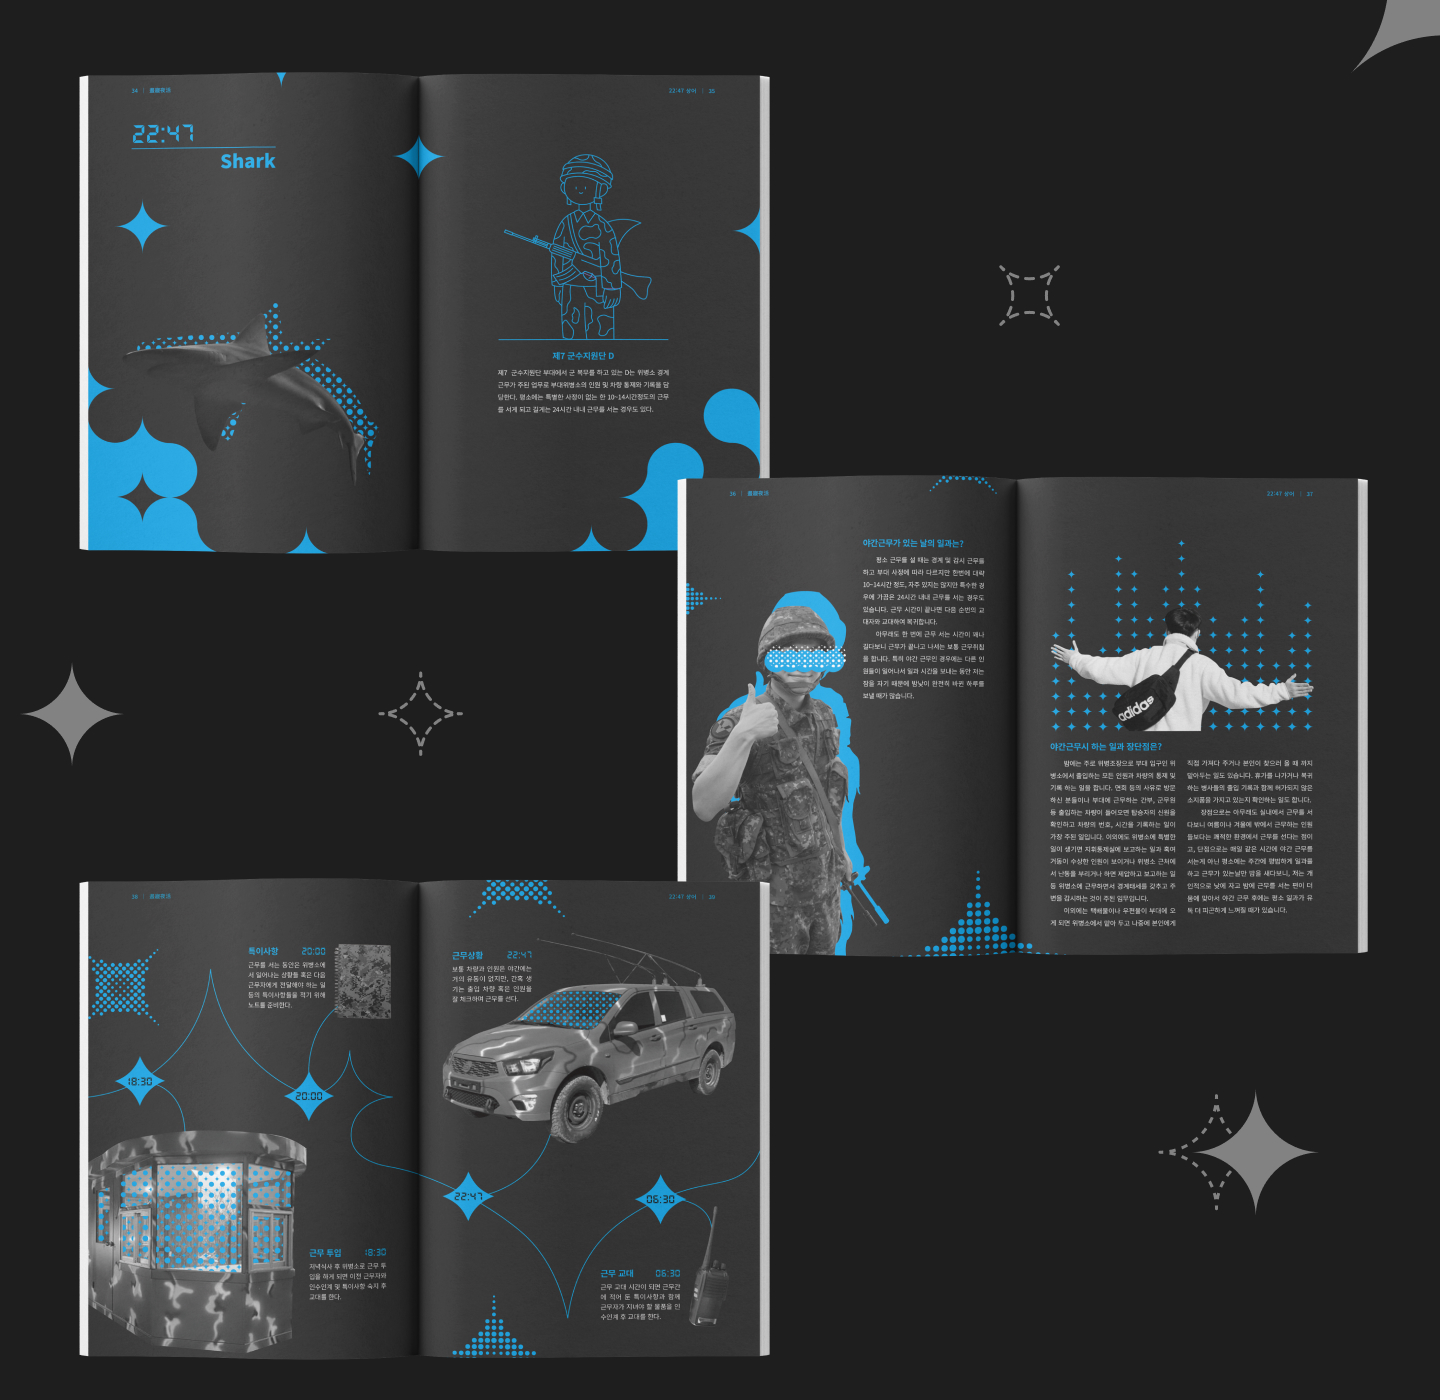 34
22:47
Shark
22:47 상어 | 35
제7 군수지원단 D
제7 군수지원단 부대에서 군 복무를 하고 있는 D는 위병소 경계
근무가 주된 업무로 부대위병소의 인원 및 차량 통제와 기록을 담
당한다. 평소에는 특별한 사정이 없는 한 10~14시간정도의 근무
를 서게 되고 길게는 24시간 내내 근무를 서는 경우도 있다.
36
22:47 상어 | 37
야간근무가 있는 날의 일과는?
평소 근무를 설 때는 경계 및 감시 근무를
하고 부대 사정에 따라 다르지만 한번에 대략
10~14시간 정도, 자주 있지는 않지만 특수한 경
우에 가끔은 24시간 내내 근무를 서는 경우도
있습니다. 근무 시간이 끝나면 다음 순번의 교
대자와 교대하여 복귀합니다.
아무래도 한 번에 근무 서는 시간이 꽤나
길다보니 근무가 끝나고 나서는 보통 근무취침
을 합니다. 특히 야간 근무인 경우에는 다른 인
원들이 일어나서 일과 시간을 보내는 동안 저는
잠을 자기 때문에 밤낮이 완전히 바뀐 하루를
보낼 때가 많습니다.
adidas
야간근무시 하는 일과 장단점은?
밤에는 주로 위병조장으로 부대 입구인 위
병소에서 출입하는 모든 인원과 차량의 통제 및
기록 하는 일을 합니다. 면회 등의 사유로 방문
하신 분들이나 부대에 근무하는 간부, 군무원
등 출입하는 차량이 들어오면 탑승자의 신원을
확인하고 차량의 번호, 시간을 기록하는 일이
가장 주된 일입니다. 이외에도 위병소에 특별한
일이 생기면 지휘통제실에 보고하는 일과 혹여
거동이 수상한 인원이 보이거나 위병소 근처에
서 난동을 부리거나 하면 제압하고 보고하는 일
등 위병소에 근무하면서 경계태세를 갖추고 주
변을 감시하는 것이 주된 임무입니다.
이외에는 택배물이나 우편물이 부대에 오
게 되면 위병소에서 맡아 두고 나중에 본인에게
직접 가져다 주거나 본인이 찾으러 올 때 까지
맡아두는 일도 있습니다. 휴가를 나가거나 복귀
하는 병사들의 출입 기록과 함께 허가되지 않은
소지품을 가지고 있는지 확인하는 일도 합니다.
장점으로는 아무래도 실내에서 근무를 서
다보니 여름이나 겨울에 밖에서 근무하는 인원
들보다는 쾌적한 환경에서 근무를 선다는 점이
고, 단점으로는 매일 같은 시간에 야간 근무를
서는게 아닌 평소에는 주간에 평범하게 일과를
하고 근무가 있는날만 밤을 새다보니, 저는 개
인적으로 낮에 자고 밤에 근무를 서는 편이 더
몸에 맞아서 야간 근무 후에는 평소 일과가 유
독 더 피곤하게 느껴질 때가 있습니다.
38
22:47 상어 | 39
특이사항 20:00
근무를 서는 동안은 위병소에
서 일어나는 상황들 혹은 다음
근무자에게 전달해야 하는 일
등의 특이사항들을 적기 위해
노트를 준비한다.
근무상황 22:47
보통 차량과 인원은 야간에는
거의 유동이 없지만, 간혹 생
기는 출입 차량 혹은 인원을
잘 체크하며 근무를 선다.
18:30
20:00
22:47
06:30
근무 투입 18:30
저녁식사 후 위병소로 근무 투
입을 하게 되면 이전 근무자와
인수인계 및 특이사항 숙지 후
교대를 한다.
근무 교대 06:30
근무 교대 시간이 되면 근무간
에 적어 둔 특이사항과 함께
근무자가 지녀야 할 물품을 인
수인계 후 교대를 한다.